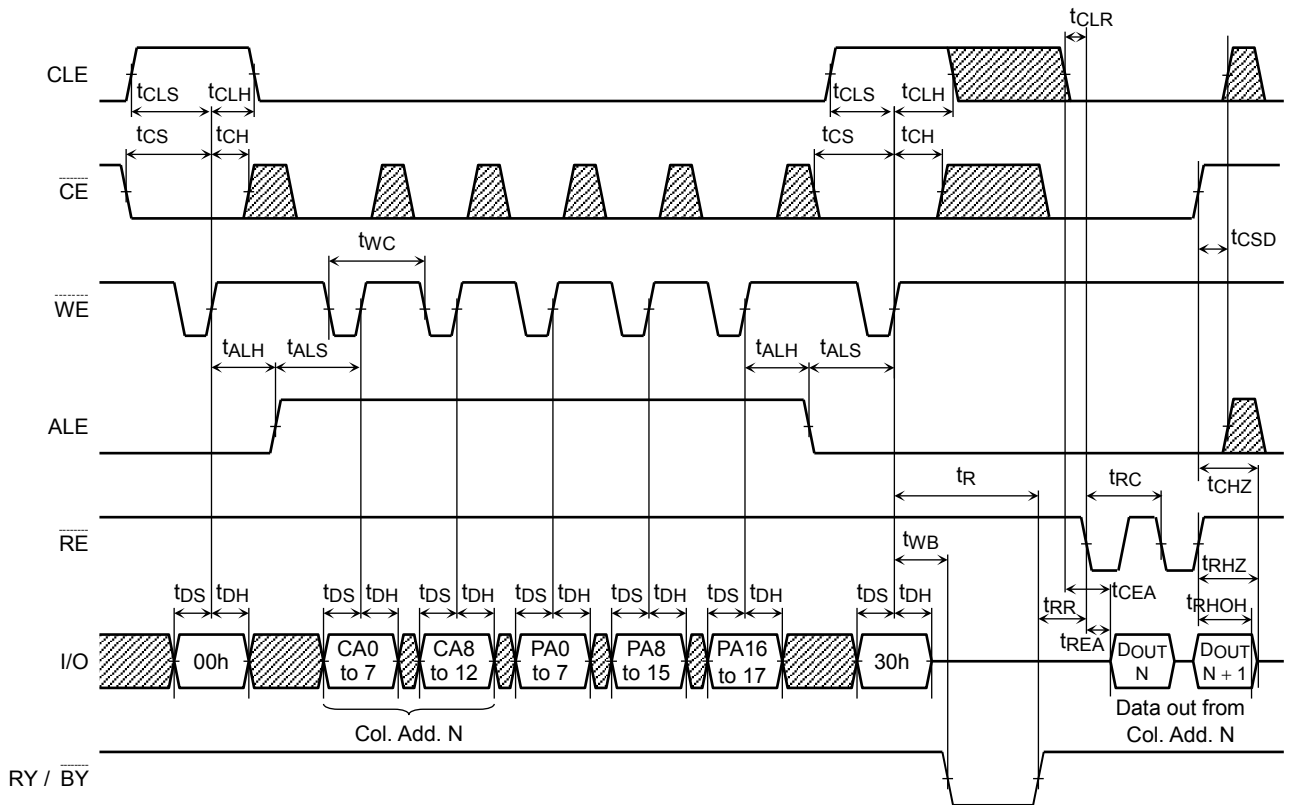 tCLR
CLE
tCLS tCLH tCLS tCLH
tCS tCH tCS tCH
CE
tWC
tCSD
WE
tALH tALS tALH tALS
ALE
tR tRC tCHZ
RE
tWB
tRHZ
tDS tDH tDS tDH tDS tDH tDS tDH tDS tDH tDS tDH tDS tDH
tCEA
tRR tRHOH
tREA
I/O 00h CA0 to 7 CA8 to 12 PA0 to 7 PA8 to 15 PA16 to 17 30h DOUT N DOUT N + 1
Col. Add. N
Data out from
Col. Add. N
RY / BY